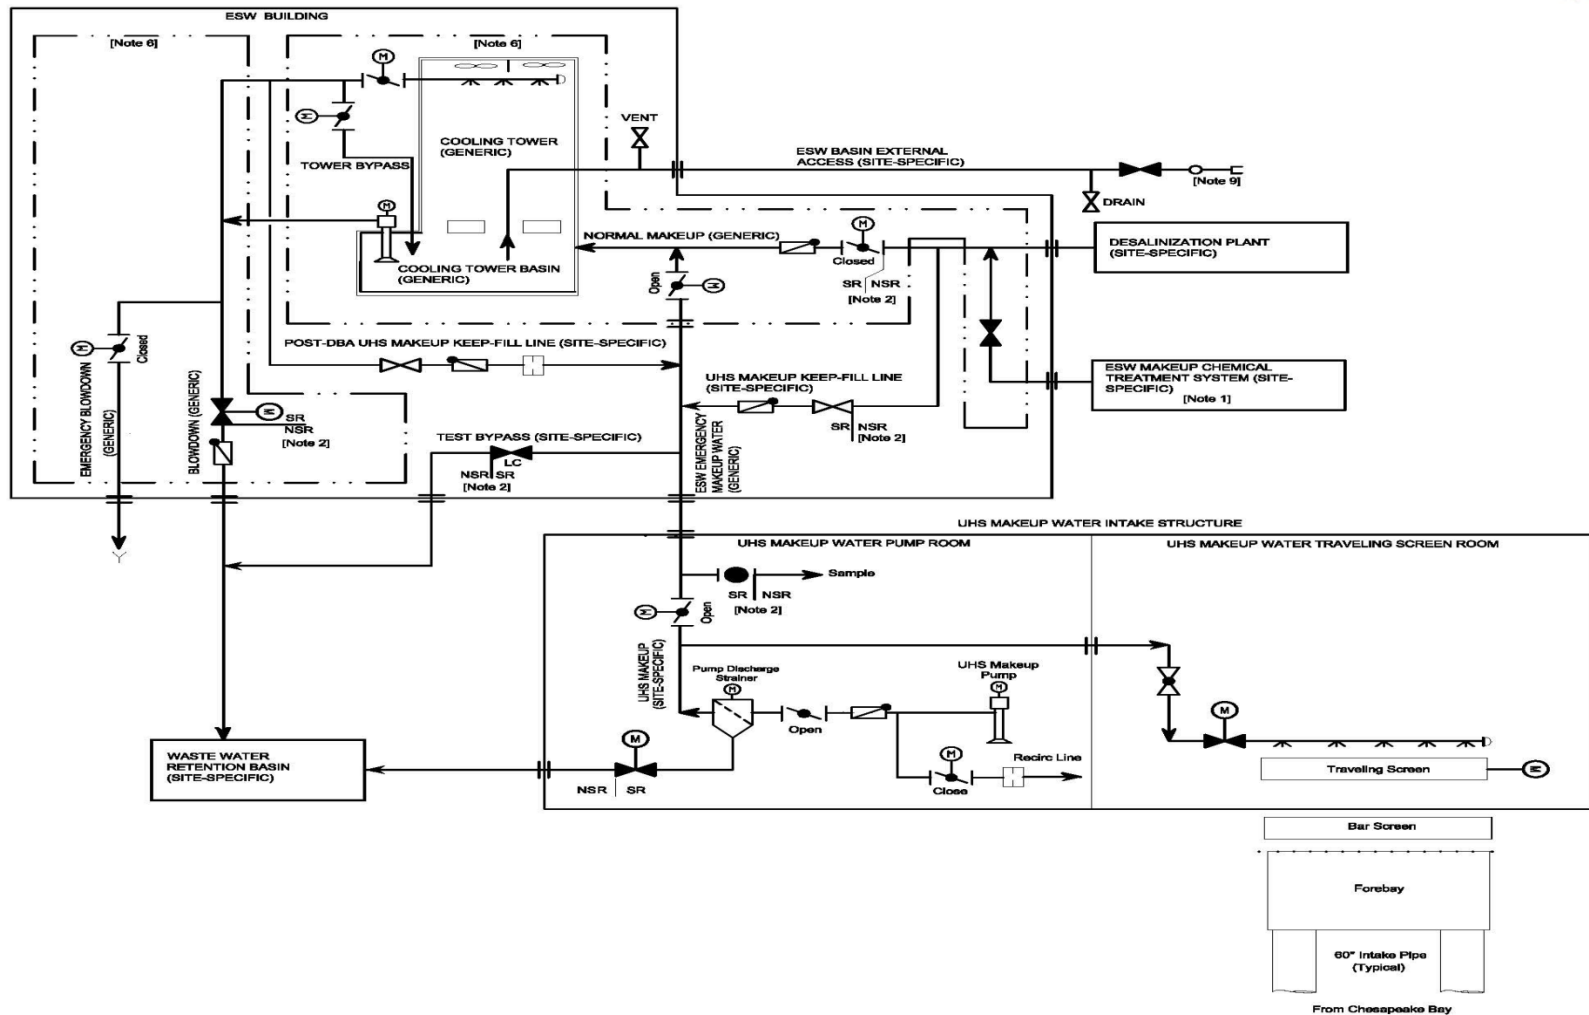 ESW BUILDING
[Note 6]
[Note 6]
M
M
COOLING TOWER
(GENERIC)
TOWER BYPASS
M
COOLING TOWER BASIN
(GENERIC)
VENT
ESW BASIN EXTERNAL
ACCESS (SITE-SPECIFIC)
[Note 9]
DRAIN
NORMAL MAKEUP (GENERIC)
M
Closed
SR NSR
[Note 2]
DESALINIZATION PLANT
(SITE-SPECIFIC)
Open
M
POST-DBA UHS MAKEUP KEEP-FILL LINE (SITE-SPECIFIC)
UHS MAKEUP KEEP-FILL LINE
(SITE-SPECIFIC)
SR NSR
[Note 2]
ESW MAKEUP CHEMICAL
TREATMENT SYSTEM (SITE-
SPECIFIC)
[Note 1]
M
Closed
EMERGENCY BLOWDOWN
(GENERIC)
BLOWDOWN (GENERIC)
M
SR
NSR
[Note 2]
TEST BYPASS (SITE-SPECIFIC)
LC
NSR SR
[Note 2]
ESW EMERGENCY
MAKEUP WATER
(GENERIC)
Y
UHS MAKEUP WATER INTAKE STRUCTURE
UHS MAKEUP WATER PUMP ROOM
UHS MAKEUP WATER TRAVELING SCREEN ROOM
Sample
SR NSR
[Note 2]
M
Open
UHS MAKEUP
(SITE-SPECIFIC)
Pump Discharge
Strainer
M
UHS Makeup
Pump
M
Open
M
Close
Recirc Line
M
NSR SR
WASTE WATER
RETENTION BASIN
(SITE-SPECIFIC)
M
Traveling Screen
M
Bar Screen
Forebay
60" Intake Pipe
(Typical)
From Chesapeake Bay